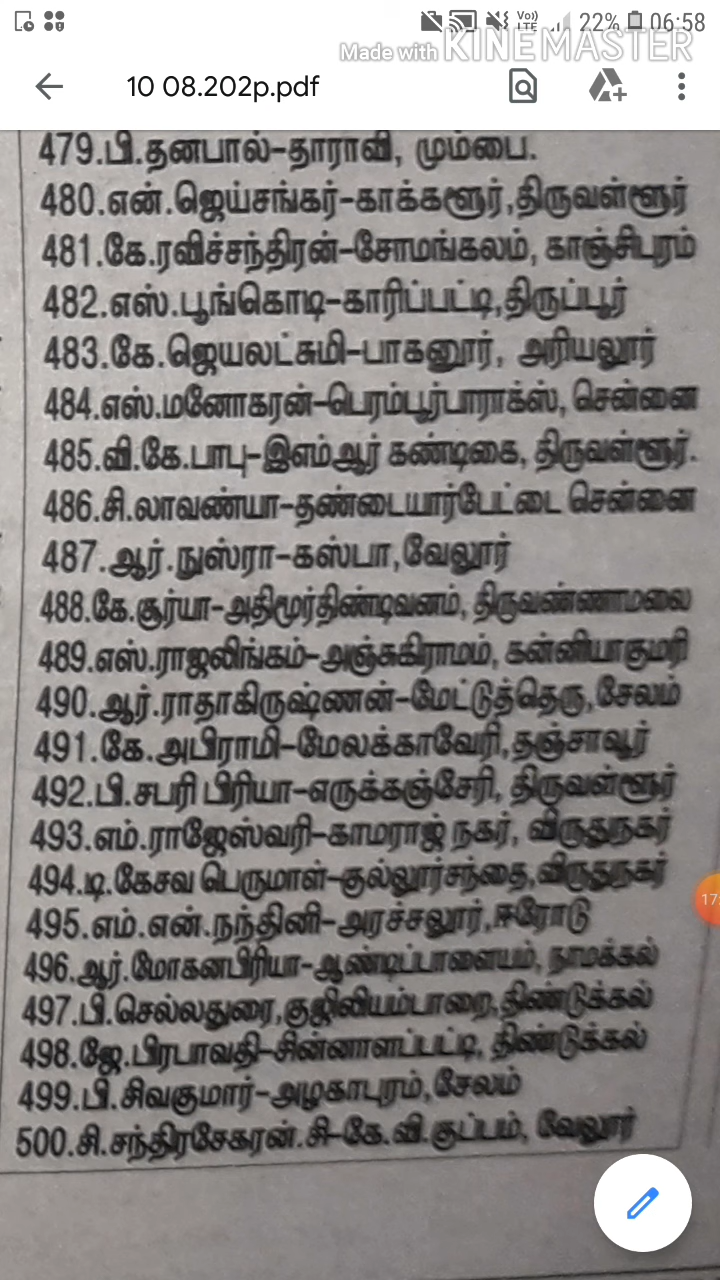 22% 06:58
Made with KINEMASTER
10 08.202p.pdf
479.பி.தனபால்-தாராவி, மும்பை.
480.என்.ஜெய்சங்கர்-காக்களூர்,திருவள்ளூர்
481.கே.ரவிச்சந்திரன்-சோமங்கலம், காஞ்சிபுரம்
482.எஸ்.பூங்கொடி-காரிப்பட்டி,திருப்பூர்
483.கே.ஜெயலட்சுமி-பாகனூர், அரியலூர்
484.எஸ்.மனோகரன்-பெரம்பூர்பாராக்ஸ், சென்னை
485.வி.கே.பாபு-இஎம்ஆர் கண்டிகை, திருவள்ளூர்.
486.சி.லாவண்யா-தண்டையார்பேட்டை சென்னை
487.ஆர்.நுஸ்ரா-கஸ்பா,வேலூர்
488.கே.சூர்யா-அதிமூர்திண்டிவனம், திருவண்ணாமலை
489.எஸ்.ராஜலிங்கம்-அஞ்சுகிராமம், கன்னியாகுமரி
490.ஆர்.ராதாகிருஷ்ணன்-மேட்டுத்தெரு,சேலம்
491.கே.அபிராமி-மேலக்காவேரி,தஞ்சாவூர்
492.பி.சபரி பிரியா-எருக்கஞ்சேரி, திருவள்ளூர்
493.எம்.ராஜேஸ்வரி-காமராஜ் நகர், விருதுநகர்
494.டி.கேசவ பெருமாள்-குல்லூர்சந்தை,விருதுநகர்
495.எம்.என்.நந்தினி-அரச்சலூர்,ஈரோடு
496.ஆர்.மோகனபிரியா-ஆண்டிப்பாளையம், நாமக்கல்
497.பி.செல்லதுரை,குஜிலியம்பாறை,திண்டுக்கல்
498.ஜே.பிரபாவதி-சின்னாளப்பட்டி, திண்டுக்கல்
499.பி.சிவகுமார்-அழகாபுரம்,சேலம்
500.சி.சந்திரசேகரன்.சி-கே.வி.குப்பம், வேலூர்